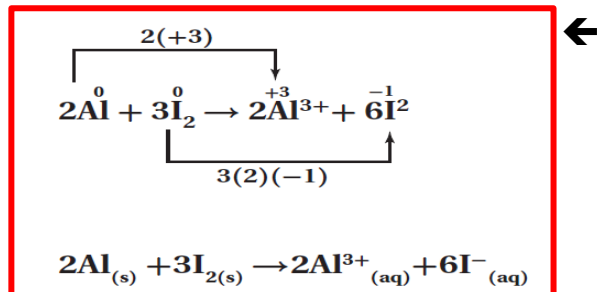 2(+3)
0 0 +3 −1
2Al + 3I₂ → 2Al³⁺ + 6I²
3(2)(−1)
2Al₍s₎ + 3I₂₍s₎ → 2Al³⁺₍aq₎ + 6I⁻₍aq₎